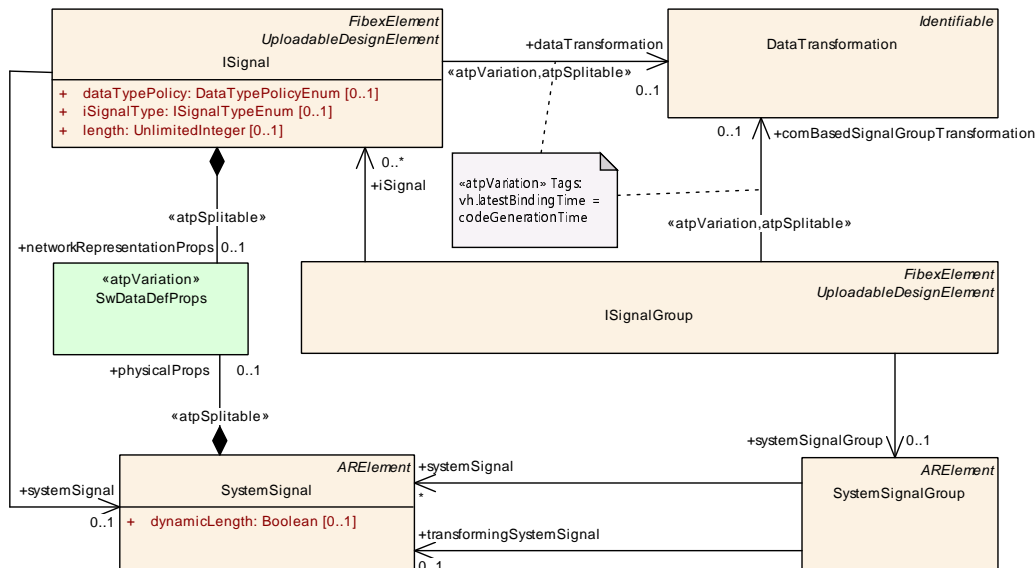 FibexElement
UploadableDesignElement
ISignal
+ dataTypePolicy: DataTypePolicyEnum [0..1]
+ iSignalType: ISignalTypeEnum [0..1]
+ length: UnlimitedInteger [0..1]
+dataTransformation
«atpVariation,atpSplitable»
0..1
Identifiable
DataTransformation
0..1
+comBasedSignalGroupTransformation
0..*
+iSignal
«atpVariation» Tags:
vh.latestBindingTime =
codeGenerationTime
«atpSplitable»
«atpVariation,atpSplitable»
+networkRepresentationProps 0..1
«atpVariation»
SwDataDefProps
FibexElement
UploadableDesignElement
ISignalGroup
+physicalProps 0..1
«atpSplitable»
+systemSignalGroup 0..1
ARElement
SystemSignal
+ dynamicLength: Boolean [0..1]
+systemSignal
0..1
+systemSignal
*
+transformingSystemSignal
0..1
ARElement
SystemSignalGroup